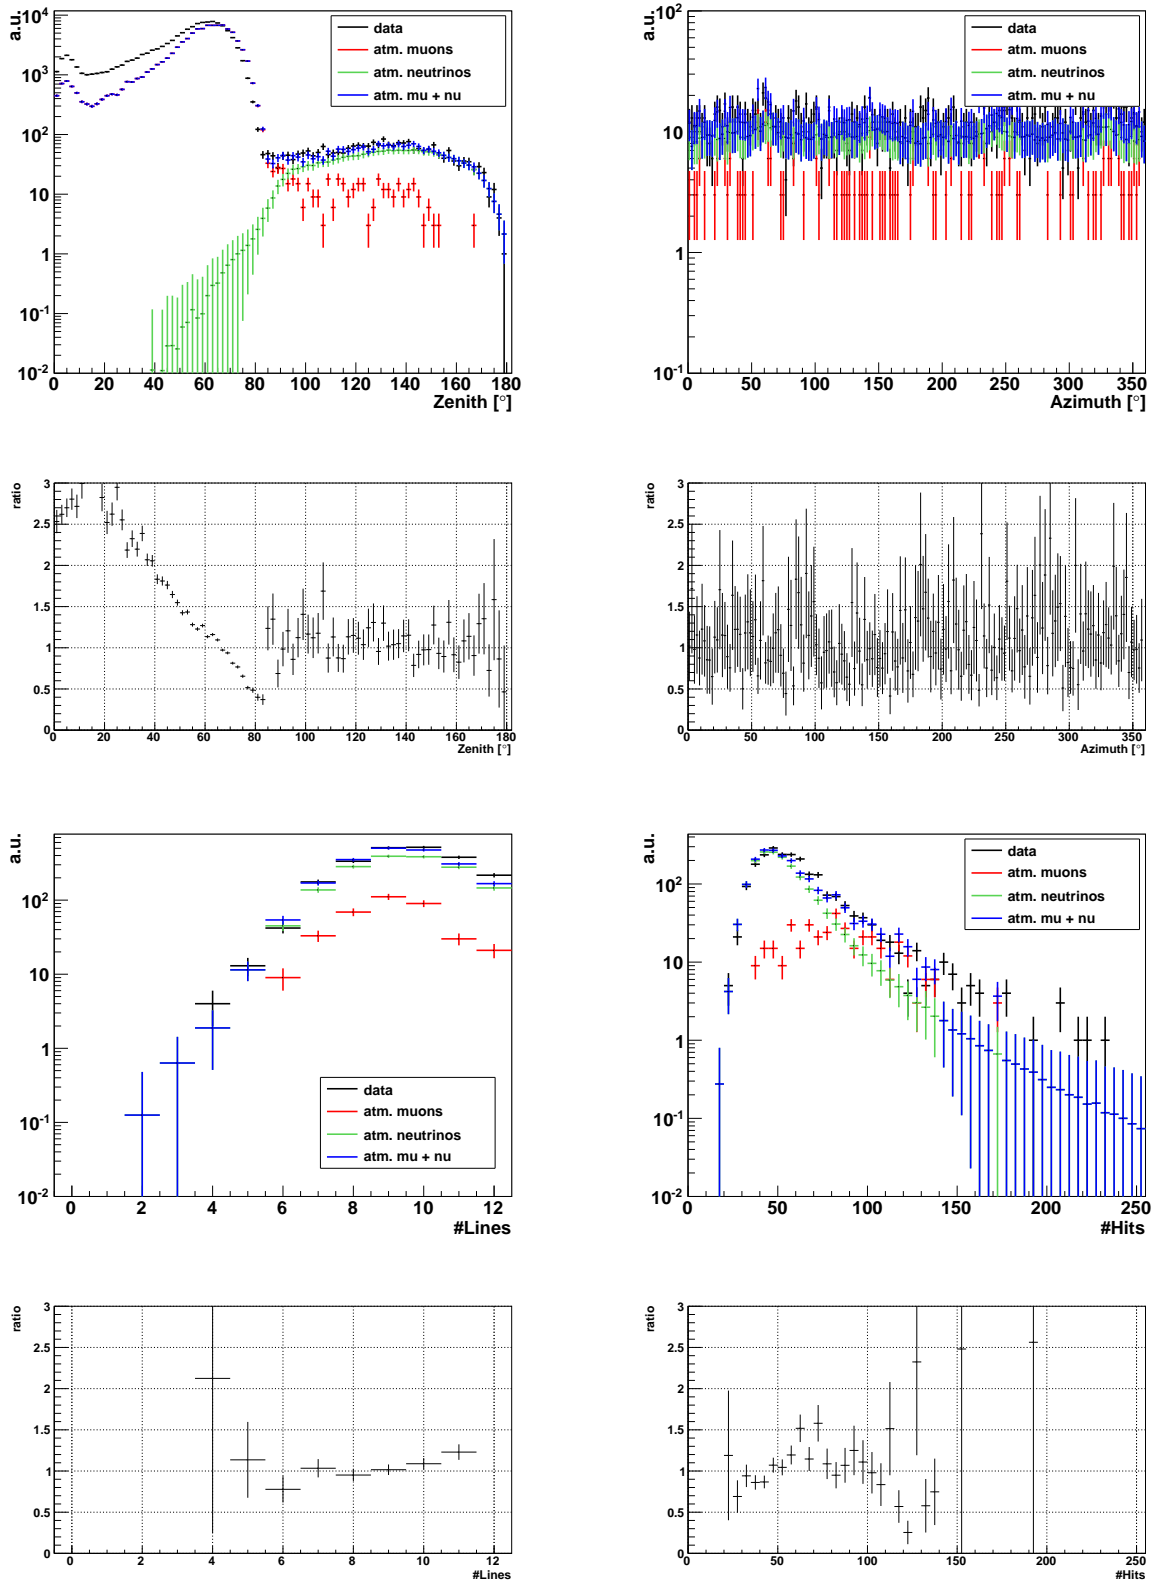 a.u.
10⁴
10³
10²
10
1
10⁻¹
10⁻²
data
atm. muons
atm. neutrinos
atm. mu + nu
0 20 40 60 80 100 120 140 160 180
Zenith [°]
a.u.
10²
10
1
10⁻¹
data
atm. muons
atm. neutrinos
atm. mu + nu
0 50 100 150 200 250 300 350
Azimuth [°]
ratio
3
2.5
2
1.5
1
0.5
0
0 20 40 60 80 100 120 140 160 180
Zenith [°]
ratio
3
2.5
2
1.5
1
0.5
0
0 50 100 150 200 250 300 350
Azimuth [°]
a.u.
10²
10
1
10⁻¹
10⁻²
data
atm. muons
atm. neutrinos
atm. mu + nu
0 2 4 6 8 10 12
#Lines
a.u.
10²
10
1
10⁻¹
10⁻²
data
atm. muons
atm. neutrinos
atm. mu + nu
0 50 100 150 200 250
#Hits
ratio
3
2.5
2
1.5
1
0.5
0
0 2 4 6 8 10 12
#Lines
ratio
3
2.5
2
1.5
1
0.5
0
0 50 100 150 200 250
#Hits